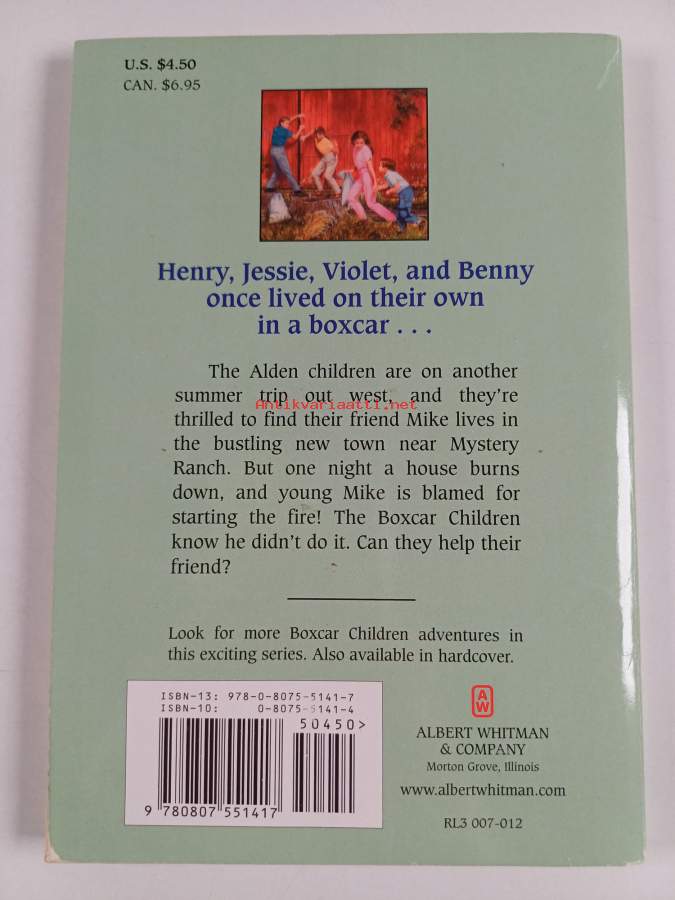 U.S. $4.50
CAN. $6.95
Henry, Jessie, Violet, and Benny
once lived on their own
in a boxcar . . .
The Alden children are on another
summer trip out west, and they're
Antikvariaatti.net
thrilled to find their friend Mike lives in
the bustling new town near Mystery
Ranch. But one night a house burns
down, and young Mike is blamed for
starting the fire! The Boxcar Children
know he didn't do it. Can they help their
friend?
Look for more Boxcar Children adventures in
this exciting series. Also available in hardcover.
ISBN-13: 978-0-8075-5141-7
ISBN-10: 0-8075-5141-4
50450>
9 780807 551417
AW
ALBERT WHITMAN
& COMPANY
Morton Grove, Illinois
www.albertwhitman.com
RL3 007-012